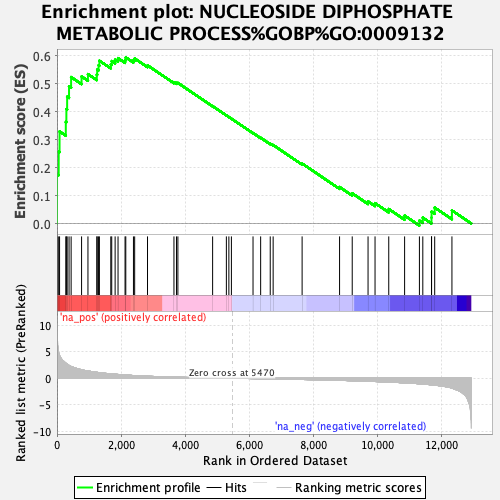 Enrichment plot: NUCLEOSIDE DIPHOSPHATE
METABOLIC PROCESS%GOBP%GO:0009132
Enrichment score (ES)
0.6
0.5
0.4
0.3
0.2
0.1
0.0
'na_pos' (positively correlated)
Ranked list metric (PreRanked)
10
5
0
-5
-10
Zero cross at 5470
'na_neg' (negatively correlated)
0 2,000 4,000 6,000 8,000 10,000 12,000
Rank in Ordered Dataset
Enrichment profile Hits Ranking metric scores